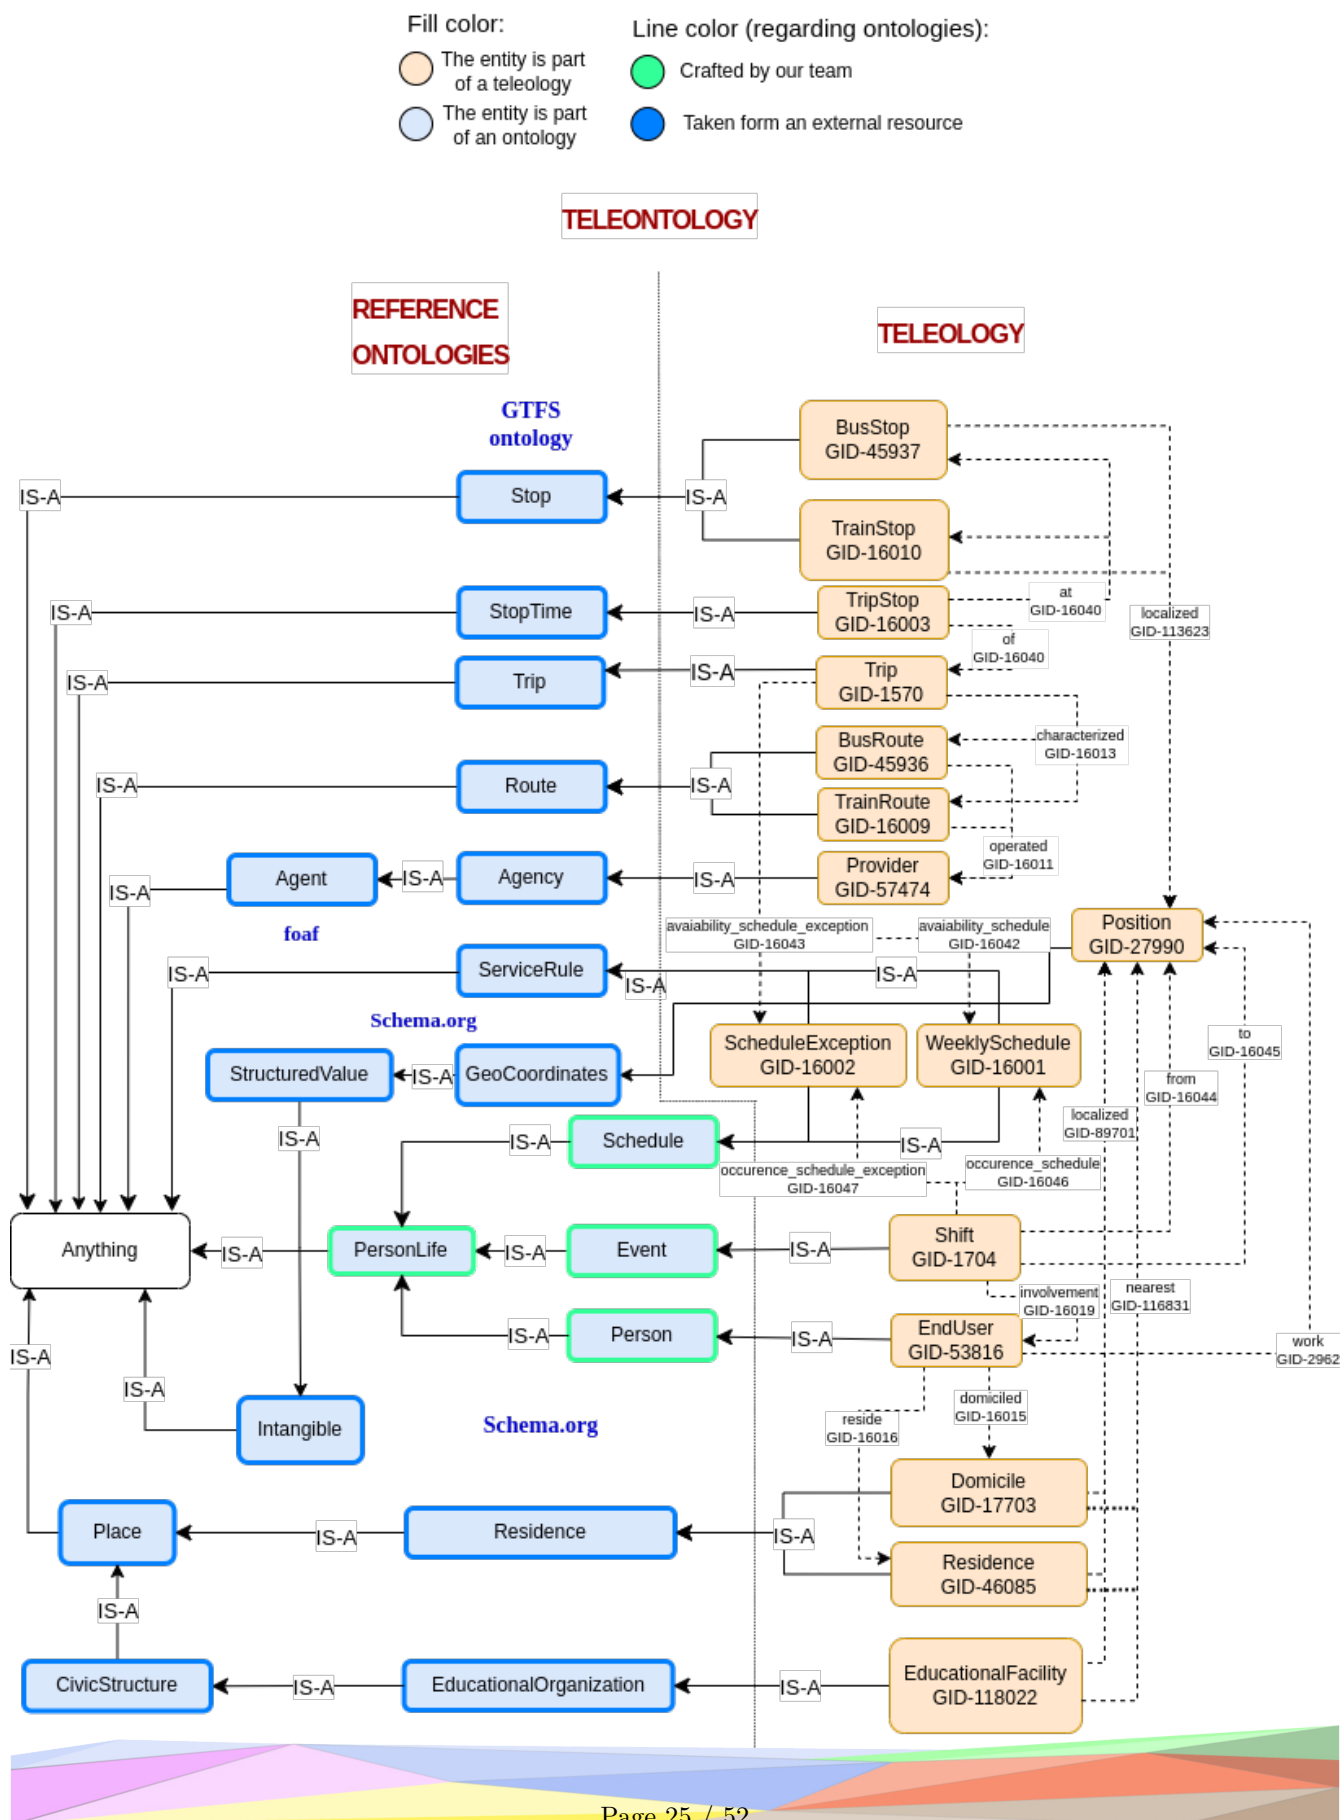 Fill color:
Line color (regarding ontologies):
The entity is part
of a teleology
Crafted by our team
The entity is part
of an ontology
Taken form an external resource
TELEONTOLOGY
REFERENCE
ONTOLOGIES
TELEOLOGY
GTFS
ontology
BusStop
GID-45937
IS-A
Stop
IS-A
TrainStop
GID-16010
IS-A
StopTime
IS-A
TripStop
GID-16003
at
GID-16040
localized
GID-113623
of
GID-16040
IS-A
Trip
IS-A
Trip
GID-1570
BusRoute
GID-45936
characterized
GID-16013
IS-A
Route
IS-A
TrainRoute
GID-16009
operated
GID-16011
IS-A
Agent
IS-A
Agency
IS-A
Provider
GID-57474
foaf
avaiability_schedule_exception
GID-16043
avaiability_schedule
GID-16042
Position
GID-27990
IS-A
ServiceRule
IS-A
IS-A
Schema.org
ScheduleException
GID-16002
WeeklySchedule
GID-16001
to
GID-16045
StructuredValue
IS-A
GeoCoordinates
from
GID-16044
localized
GID-89701
IS-A
IS-A
Schedule
IS-A
occurence_schedule_exception
GID-16047
occurence_schedule
GID-16046
Anything
IS-A
PersonLife
IS-A
Event
IS-A
Shift
GID-1704
involvement
GID-16019
nearest
GID-116831
IS-A
Person
IS-A
EndUser
GID-53816
work
GID-2962
IS-A
IS-A
Intangible
Schema.org
reside
GID-16016
domiciled
GID-16015
Domicile
GID-17703
Place
IS-A
Residence
IS-A
Residence
GID-46085
IS-A
CivicStructure
IS-A
EducationalOrganization
IS-A
EducationalFacility
GID-118022
Page 25 / 52